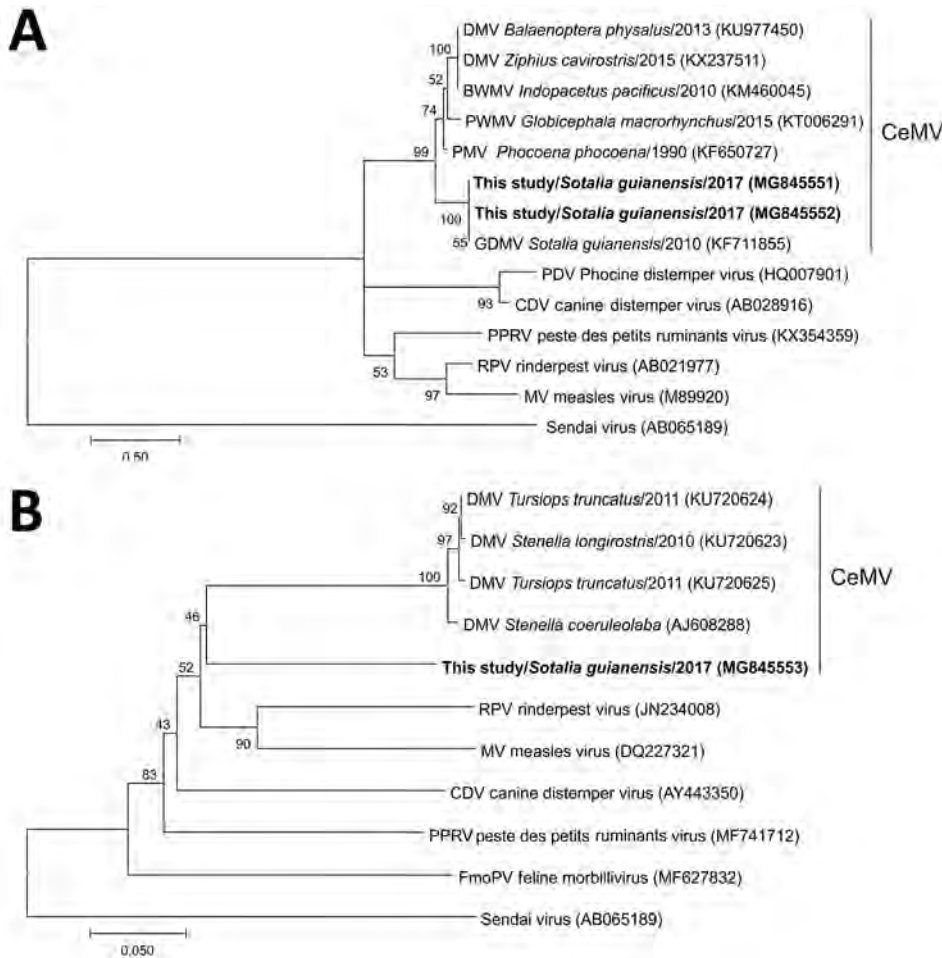 A
DMV Balaenoptera physalus/2013 (KU977450)
100
DMV Ziphius cavirostris/2015 (KX237511)
52
BWMV Indopacetus pacificus/2010 (KM460045)
74
PWMV Globicephala macrorhynchus/2015 (KT006291)
CeMV
99
PMV Phocoena phocoena/1990 (KF650727)
This study/Sotalia guianensis/2017 (MG845551)
100
This study/Sotalia guianensis/2017 (MG845552)
55
GDMV Sotalia guianensis/2010 (KF711855)
PDV Phocine distemper virus (HQ007901)
93
CDV canine distemper virus (AB028916)
PPRV peste des petits ruminants virus (KX354359)
53
RPV rinderpest virus (AB021977)
97
MV measles virus (M89920)
Sendai virus (AB065189)
0.50
B
DMV Tursiops truncatus/2011 (KU720624)
92
97
DMV Stenella longirostris/2010 (KU720623)
100
DMV Tursiops truncatus/2011 (KU720625)
CeMV
46
DMV Stenella coeruleolaba (AJ608288)
52
This study/Sotalia guianensis/2017 (MG845553)
RPV rinderpest virus (JN234008)
43
90
MV measles virus (DQ227321)
83
CDV canine distemper virus (AY443350)
PPRV peste des petits ruminants virus (MF741712)
FmoPV feline morbillivirus (MF627832)
Sendai virus (AB065189)
0.050